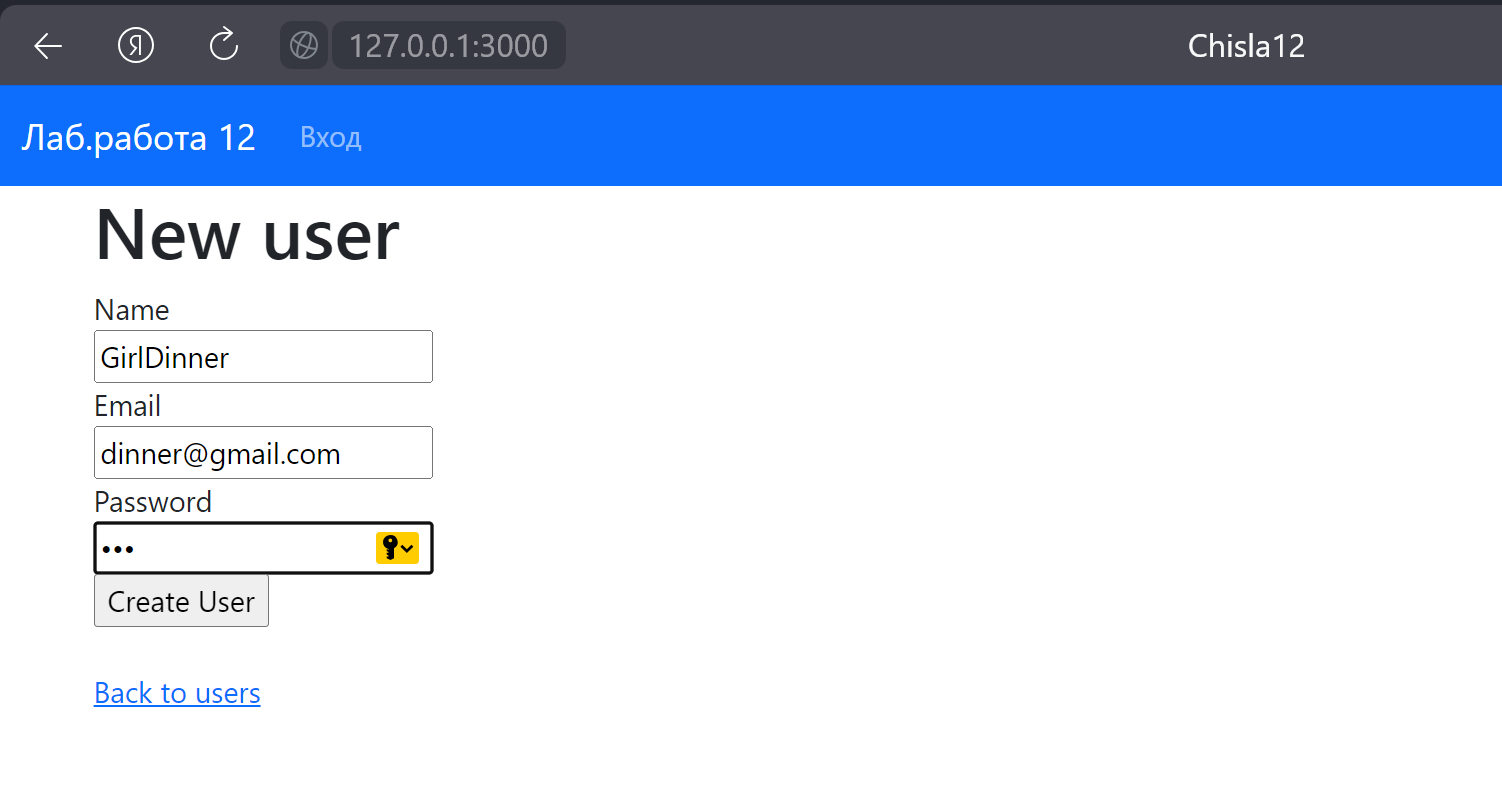 Я 127.0.0.1:3000 Chisla12
Лаб.работа 12 Вход
New user
Name
GirlDinner
Email
dinner@gmail.com
Password
•••
Create User
Back to users